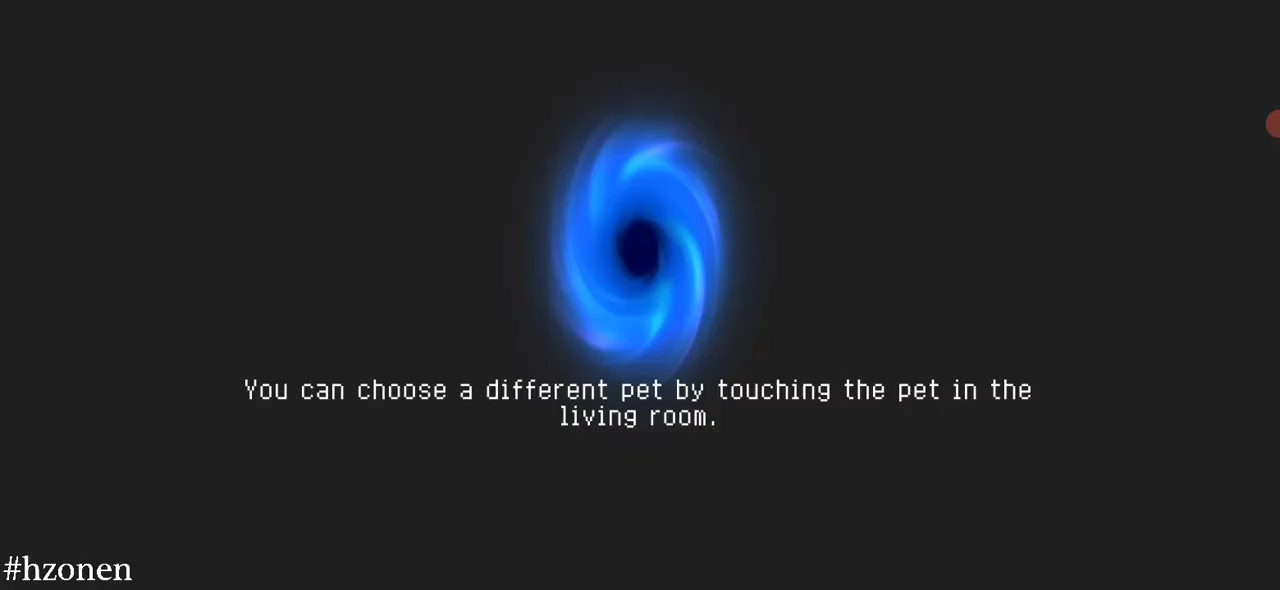 You can choose a different pet by touching the pet in the
living room.
#hzonen